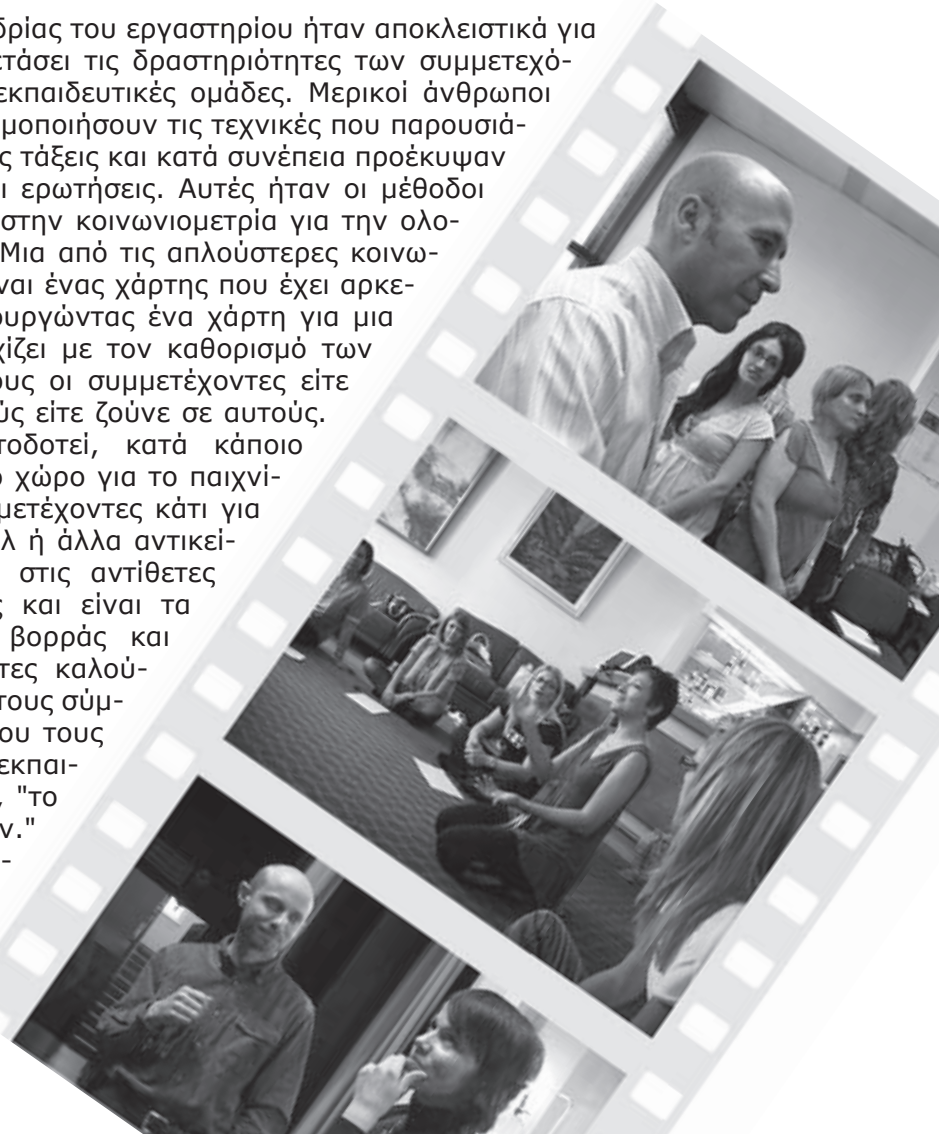 δρίας του εργαστηρίου ήταν αποκλειστικά για
ετάσει τις δραστηριότητες των συμμετεχό-
εκπαιδευτικές ομάδες. Μερικοί άνθρωποι
μοποιήσουν τις τεχνικές που παρουσιά-
ς τάξεις και κατά συνέπεια προέκυψαν
ι ερωτήσεις. Αυτές ήταν οι μέθοδοι
στην κοινωνιομετρία για την ολο-
Μια από τις απλούστερες κοινω-
ναι ένας χάρτης που έχει αρκε-
ουργώντας ένα χάρτη για μια
χίζει με τον καθορισμό των
ους οι συμμετέχοντες είτε
ύς είτε ζούνε σε αυτούς.
τοδοτεί, κατά κάποιο
ο χώρο για το παιχνί-
μετέχοντες κάτι για
λ ή άλλα αντικεί-
στις αντίθετες
ς και είναι τα
βορράς και
τες καλού-
τους σύμ-
ου τους
εκπαι-
, "το
ν."
-